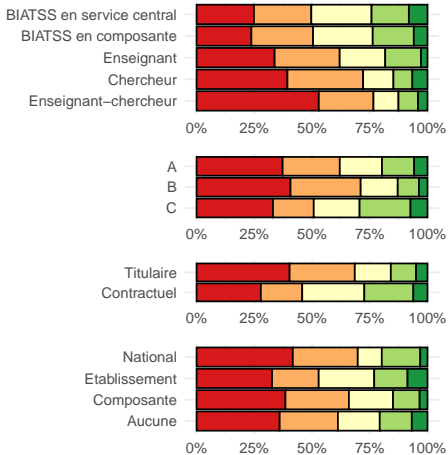 BIATSS en service central
BIATSS en composante
Enseignant
Chercheur
Enseignant−chercheur
0% 25% 50% 75% 100%
A
B
C
0% 25% 50% 75% 100%
Titulaire
Contractuel
0% 25% 50% 75% 100%
National
Etablissement
Composante
Aucune
0% 25% 50% 75% 100%